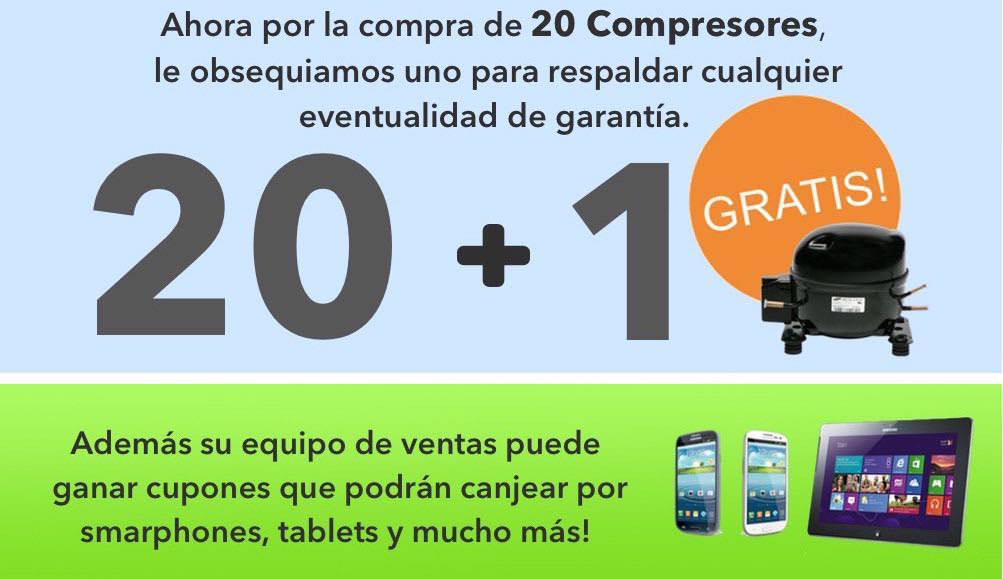 Ahora por la compra de 20 Compresores,
le obsequiamos uno para respaldar cualquier
eventualidad de garantía.
20 + 1
GRATIS!
Además su equipo de ventas puede
ganar cupones que podrán canjear por
smarphones, tablets y mucho más!